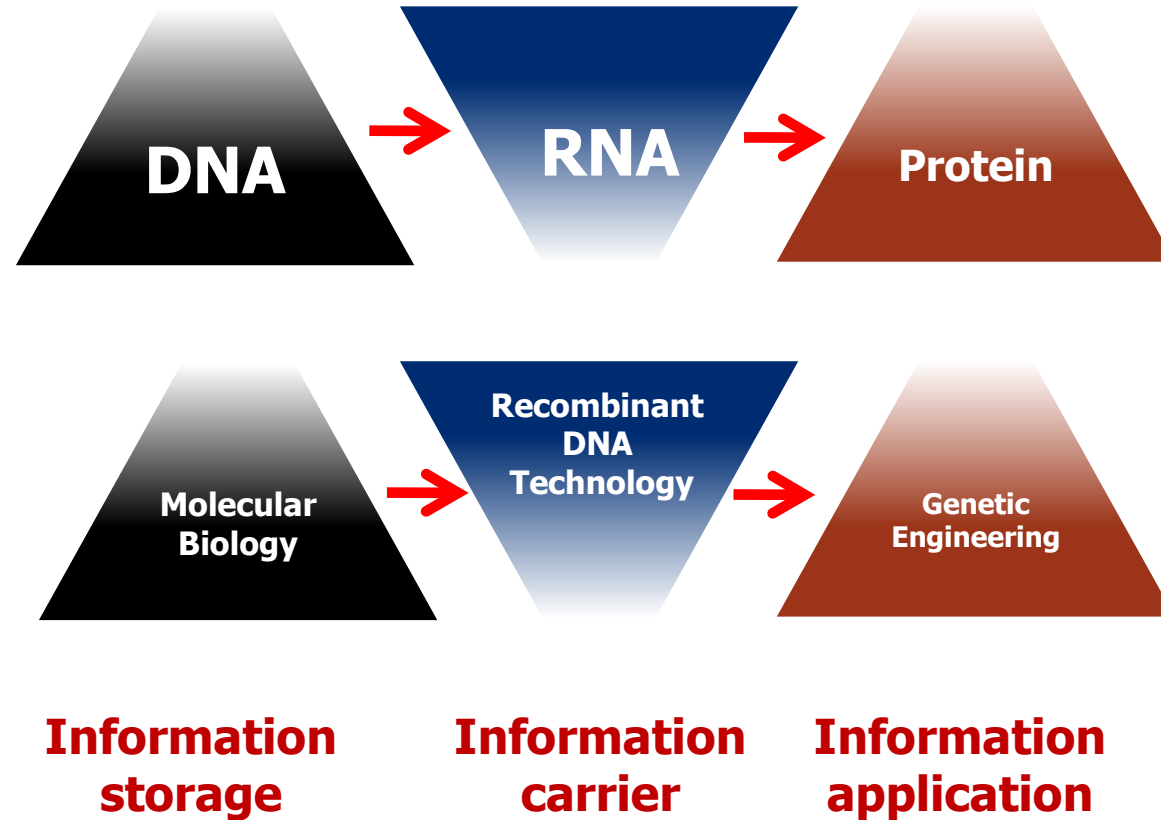 DNA
RNA
Protein
Molecular
Biology
Recombinant
DNA
Technology
Genetic
Engineering
Information
storage
Information
carrier
Information
application